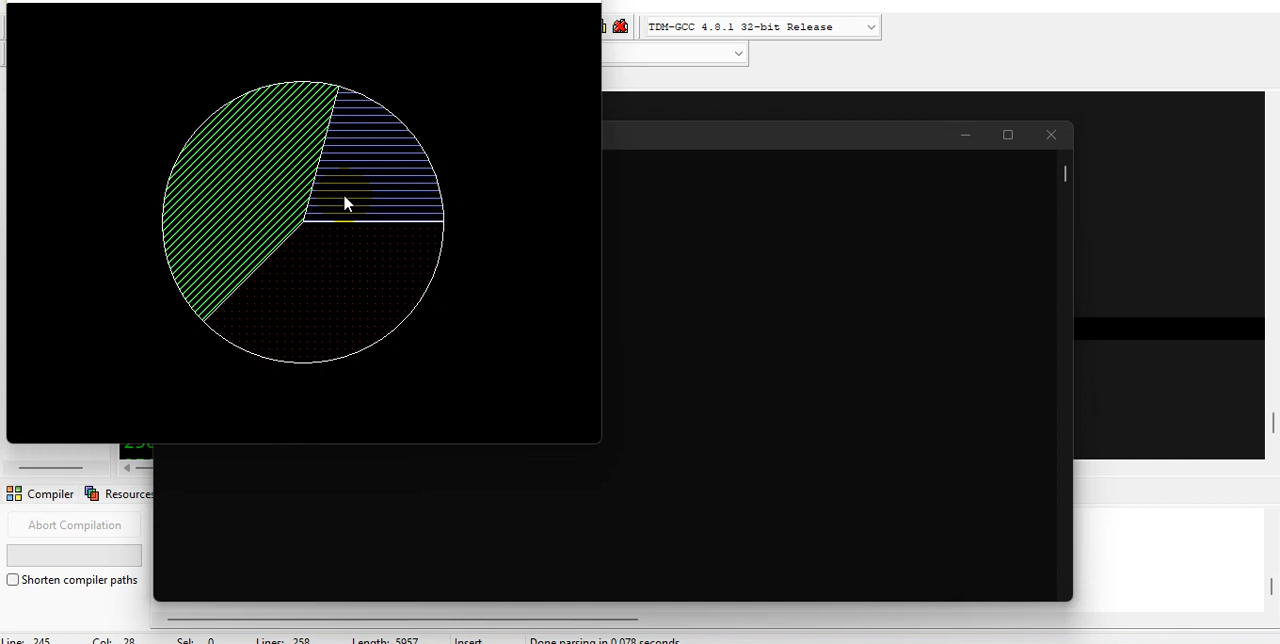 TDM-GCC 4.8.1 32-bit Release
Compiler
Resources
Abort Compilation
Shorten compiler paths
Line: 245 Col: 28 Sel: 0 Lines: 258 Length: 5957 Insert Done parsing in 0.078 seconds